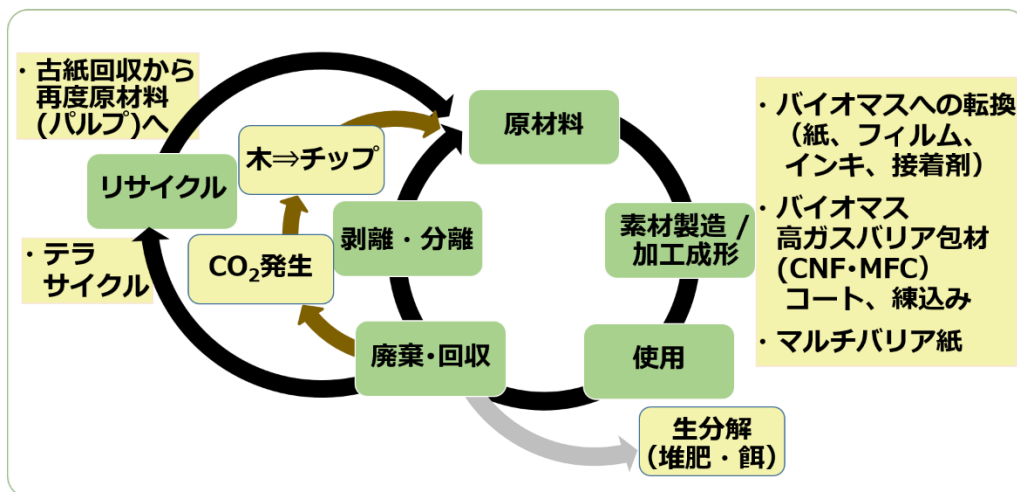 ・古紙回収から
再度原材料
(パルプ)へ
リサイクル
・テラ
サイクル
木⇒チップ
CO₂発生
剥離・分離
廃棄・回収
原材料
素材製造 /
加工成形
使用
生分解
（堆肥・餌）
・バイオマスへの転換
（紙、フィルム、
インキ、接着剤）
・バイオマス
高ガスバリア包材
(CNF・MFC）
コート、練込み
・マルチバリア紙